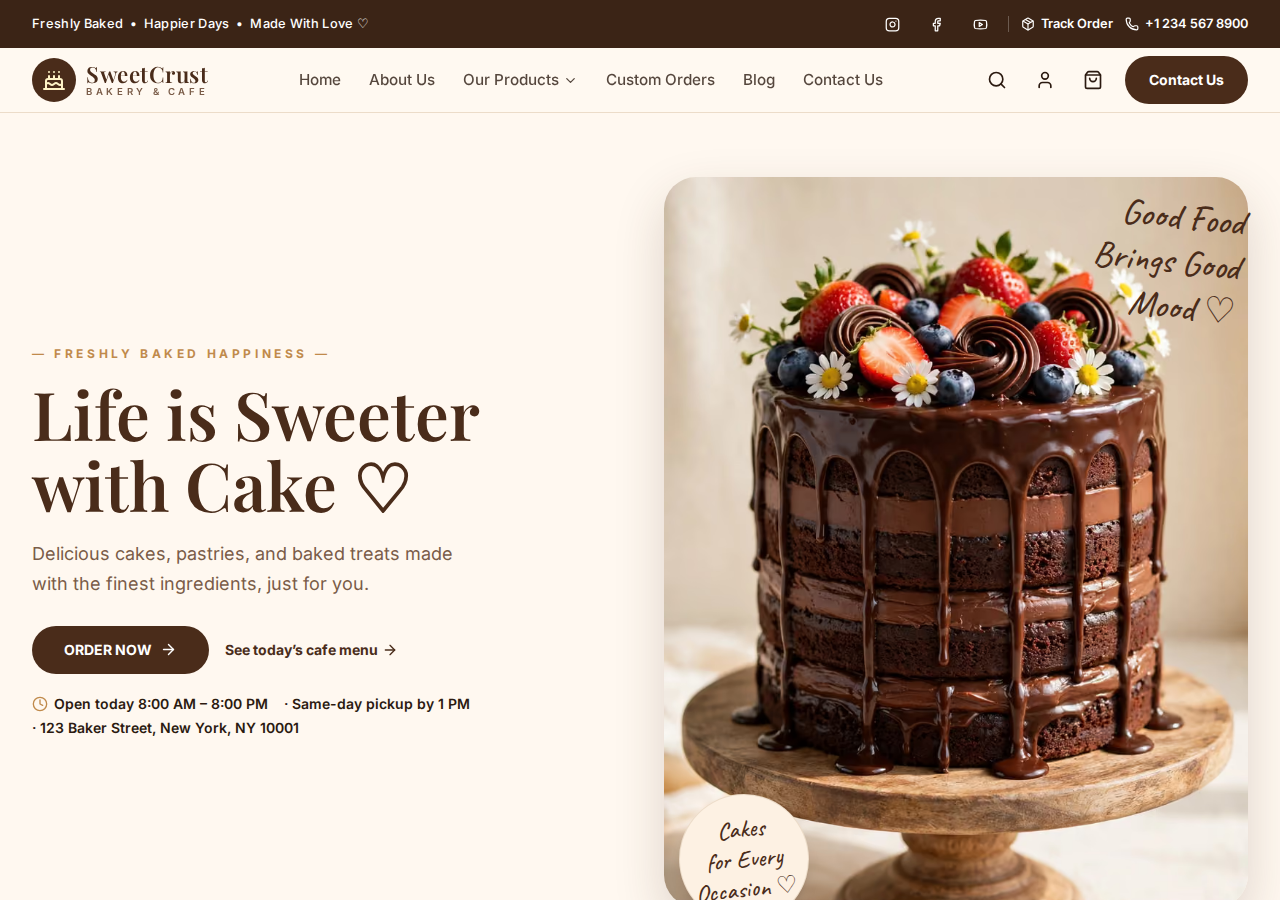 Freshly Baked • Happier Days • Made With Love ♡
Track Order
+1 234 567 8900
SweetCrust
BAKERY & CAFE
Home
About Us
Our Products
Custom Orders
Blog
Contact Us
Contact Us
Good Food
Brings Good
Mood ♡
— FRESHLY BAKED HAPPINESS —
Life is Sweeter
with Cake ♡
Delicious cakes, pastries, and baked treats made
with the finest ingredients, just for you.
ORDER NOW →
See today’s cafe menu →
Open today 8:00 AM – 8:00 PM · Same-day pickup by 1 PM
· 123 Baker Street, New York, NY 10001
Cakes
for Every
Occasion ♡